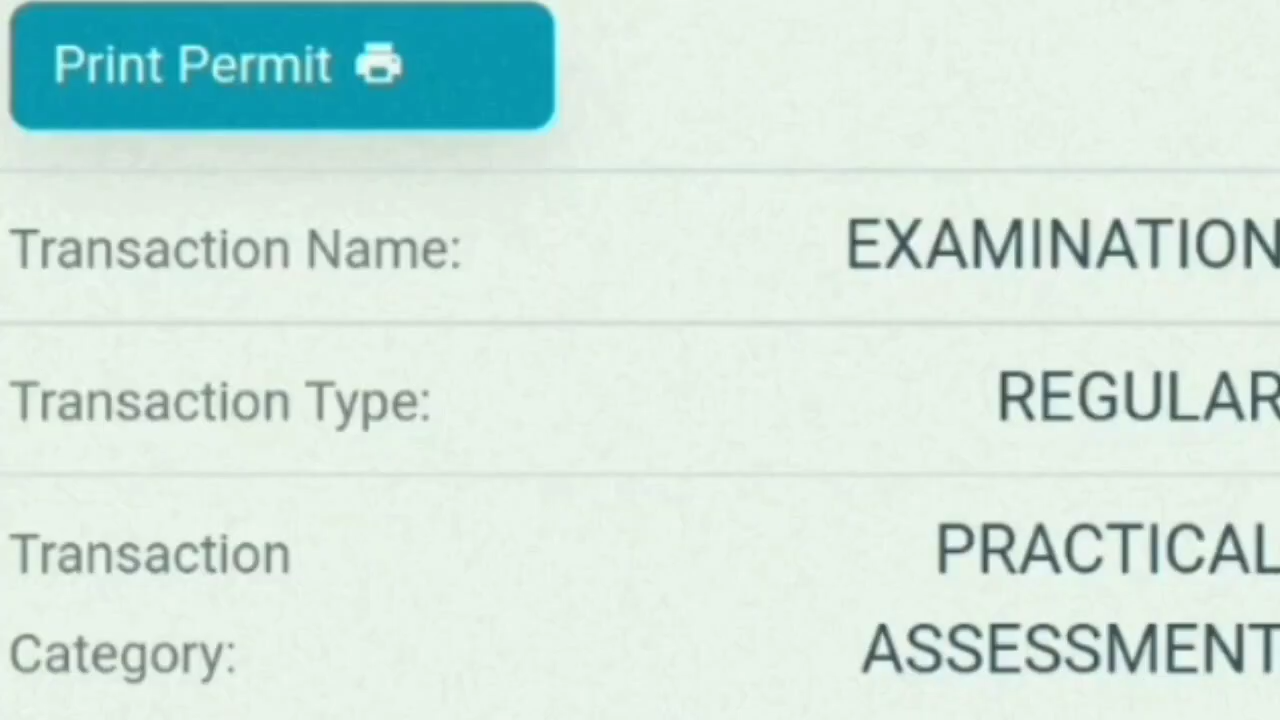 Print Permit
Transaction Name: EXAMINATION
Transaction Type: REGULAR
Transaction PRACTICAL
Category: ASSESSMENT